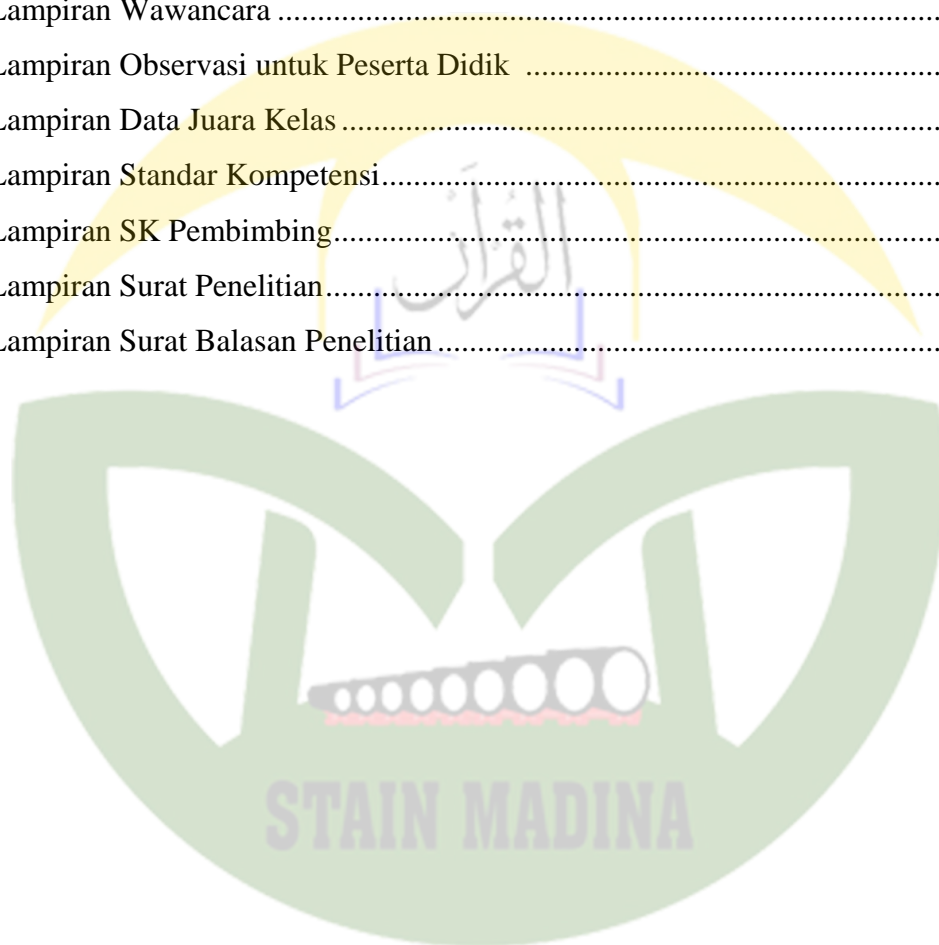 Lampiran Wawancara ........................................................................
Lampiran Observasi untuk Peserta Didik ..............................................
Lampiran Data Juara Kelas ................................................................
Lampiran Standar Kompetensi............................................................
Lampiran SK Pembimbing..................................................................
Lampiran Surat Penelitian...................................................................
Lampiran Surat Balasan Penelitian ......................................................
القرآن
STAIN MADINA